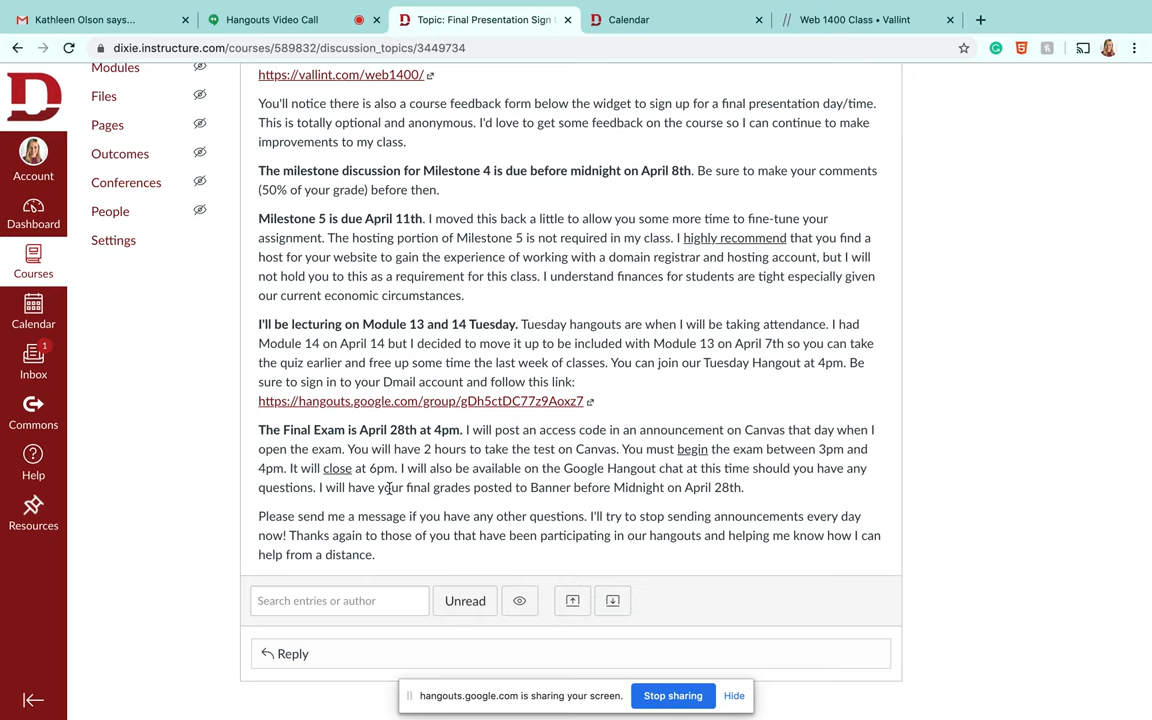 Kathleen Olson says...
Hangouts Video Call
Topic: Final Presentation Sign
Calendar
Web 1400 Class • Vallint
dixie.instructure.com/courses/589832/discussion_topics/3449734
Modules
Files
Pages
Outcomes
Conferences
People
Settings
Account
Dashboard
Courses
Calendar
1
Inbox
Commons
Help
Resources
https://vallint.com/web1400/
You'll notice there is also a course feedback form below the widget to sign up for a final presentation day/time.
This is totally optional and anonymous. I'd love to get some feedback on the course so I can continue to make
improvements to my class.
The milestone discussion for Milestone 4 is due before midnight on April 8th. Be sure to make your comments
(50% of your grade) before then.
Milestone 5 is due April 11th. I moved this back a little to allow you some more time to fine-tune your
assignment. The hosting portion of Milestone 5 is not required in my class. I highly recommend that you find a
host for your website to gain the experience of working with a domain registrar and hosting account, but I will
not hold you to this as a requirement for this class. I understand finances for students are tight especially given
our current economic circumstances.
I'll be lecturing on Module 13 and 14 Tuesday. Tuesday hangouts are when I will be taking attendance. I had
Module 14 on April 14 but I decided to move it up to be included with Module 13 on April 7th so you can take
the quiz earlier and free up some time the last week of classes. You can join our Tuesday Hangout at 4pm. Be
sure to sign in to your Dmail account and follow this link:
https://hangouts.google.com/group/gDh5ctDC77z9Aoxz7
The Final Exam is April 28th at 4pm. I will post an access code in an announcement on Canvas that day when I
open the exam. You will have 2 hours to take the test on Canvas. You must begin the exam between 3pm and
4pm. It will close at 6pm. I will also be available on the Google Hangout chat at this time should you have any
questions. I will have your final grades posted to Banner before Midnight on April 28th.
Please send me a message if you have any other questions. I'll try to stop sending announcements every day
now! Thanks again to those of you that have been participating in our hangouts and helping me know how I can
help from a distance.
Search entries or author
Unread
Reply
hangouts.google.com is sharing your screen.
Stop sharing
Hide